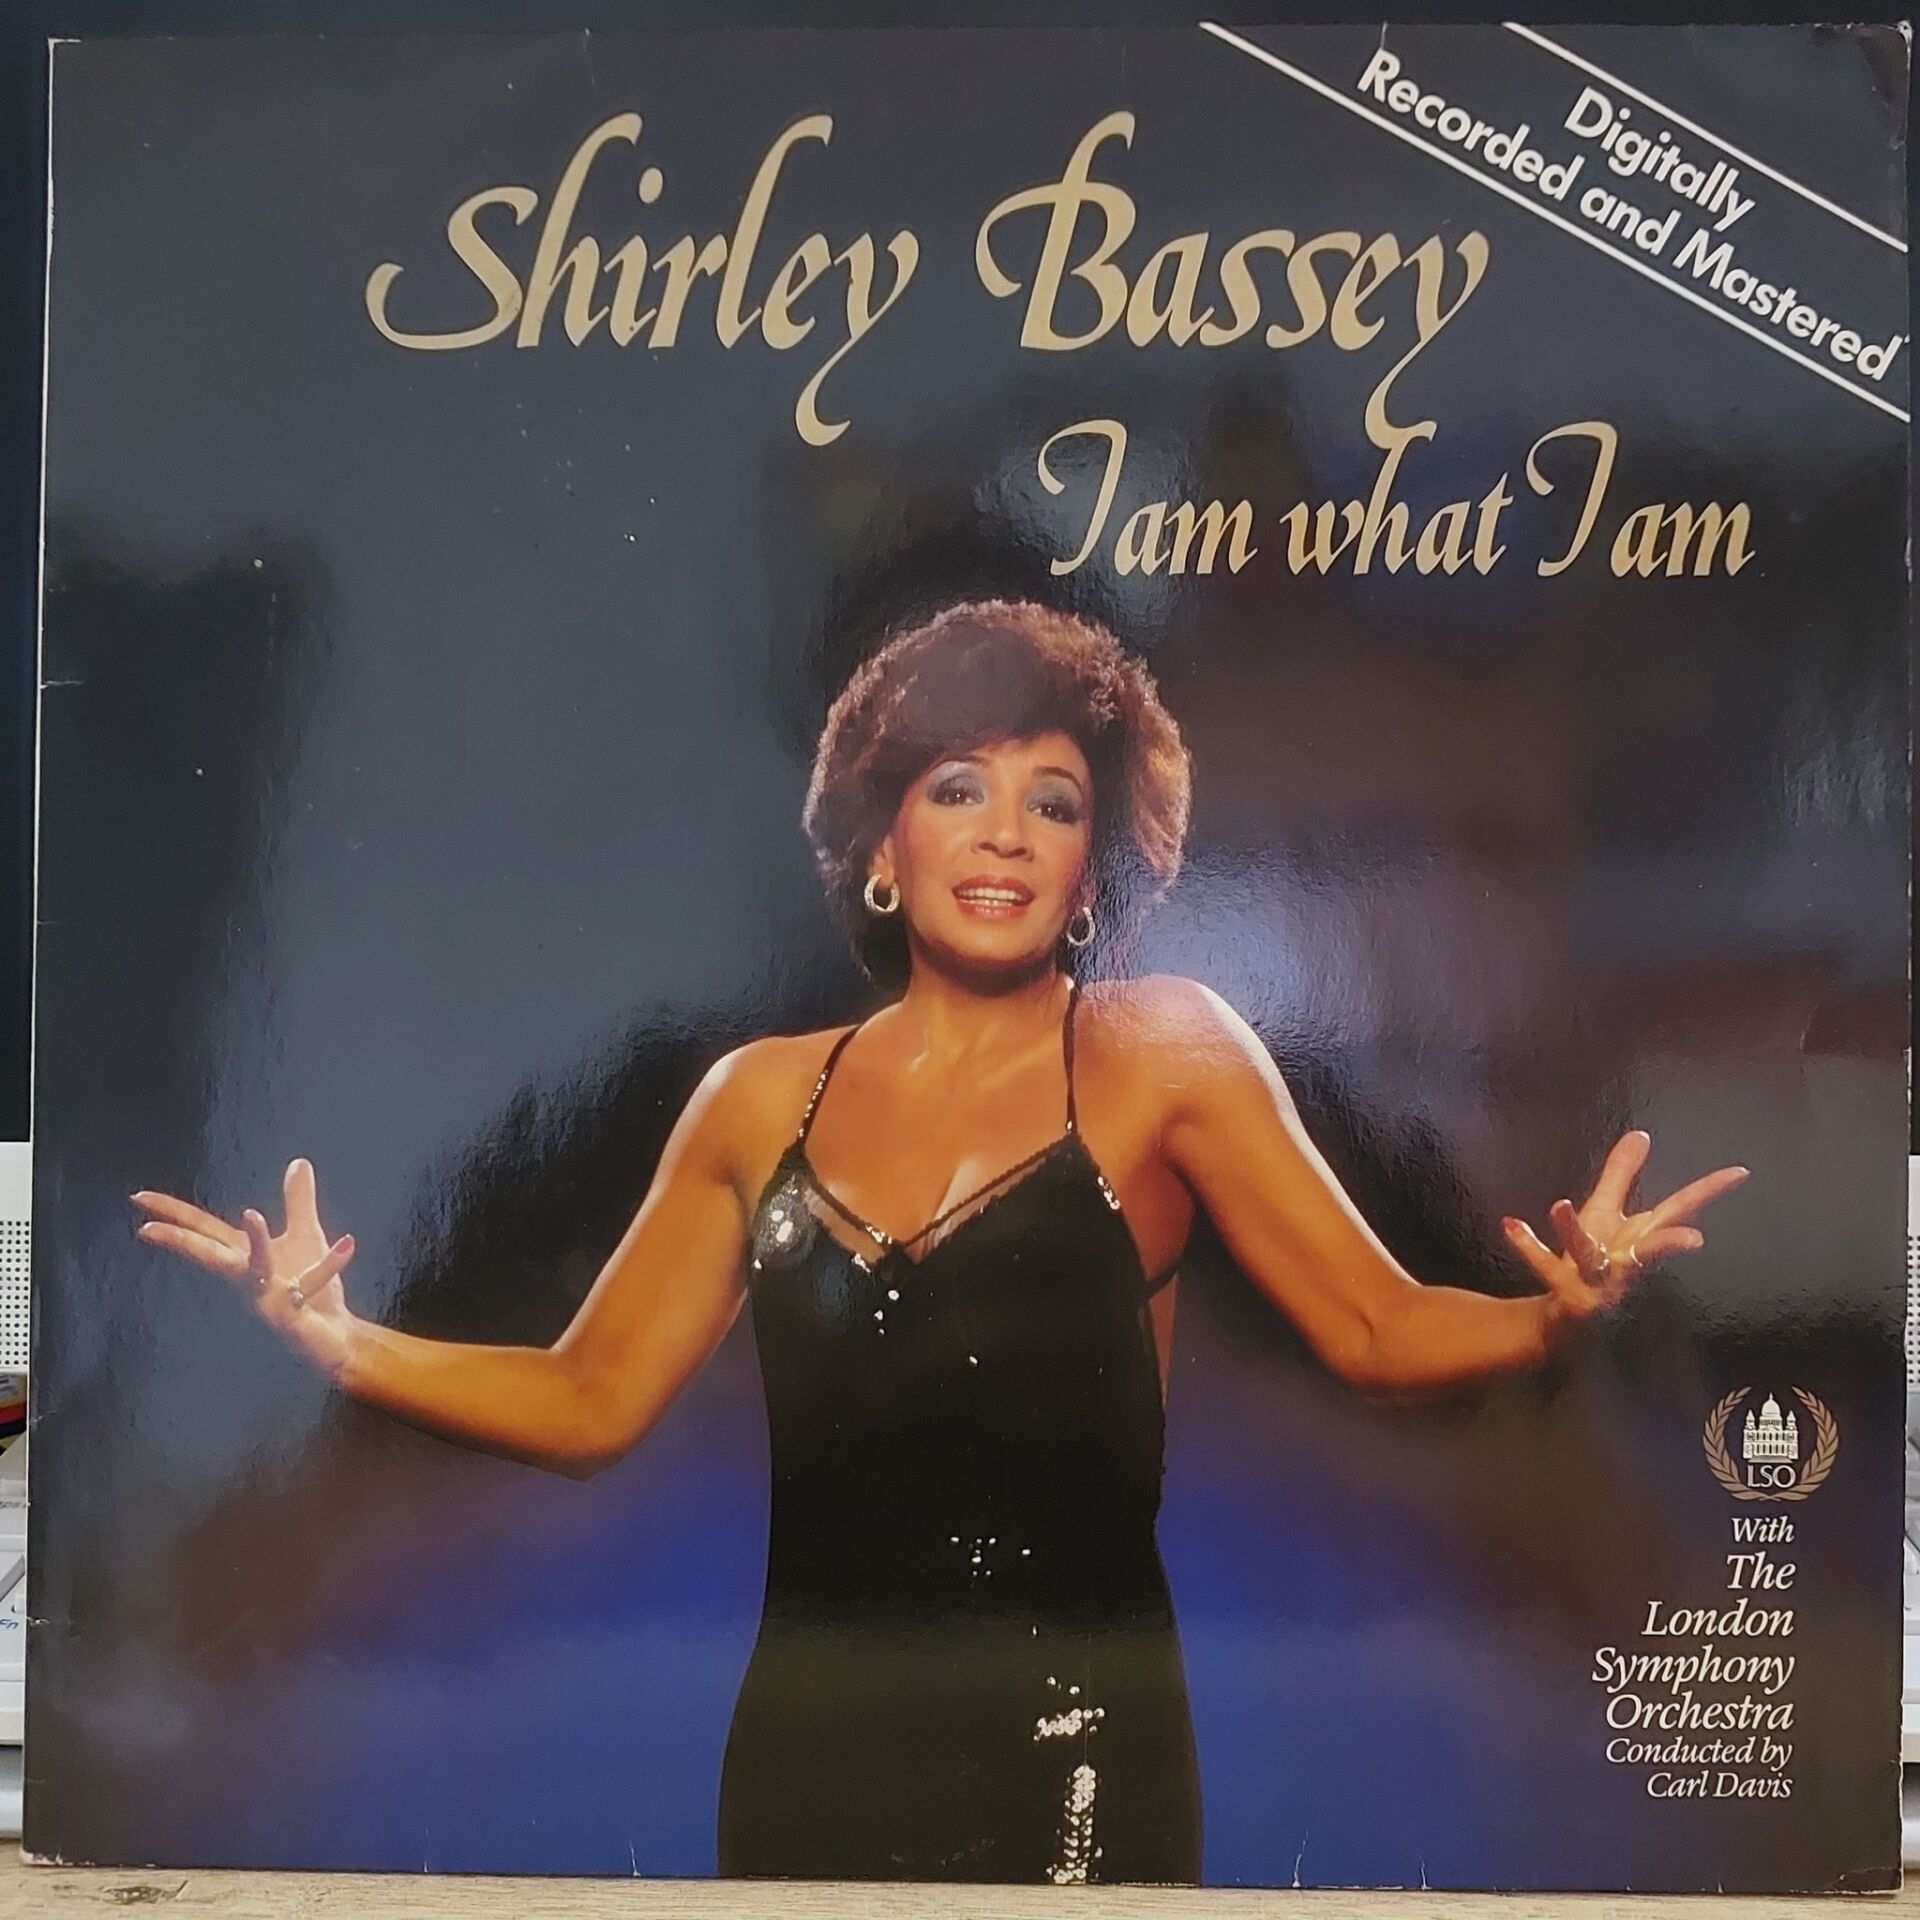 Digitally
Recorded and Mastered
Shirley Bassey
I am what I am
LSO
With
The
London
Symphony
Orchestra
Conducted by
Carl Davis